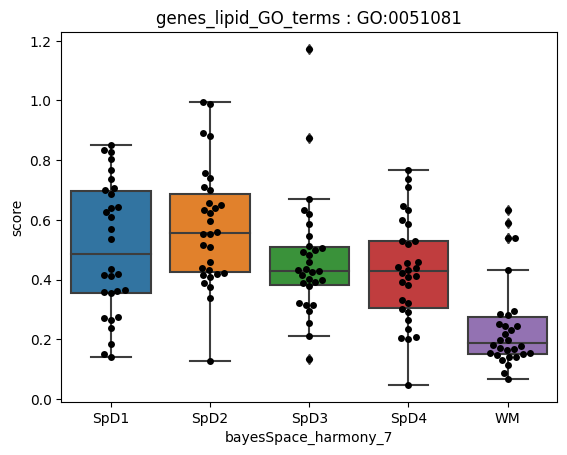 genes_lipid_GO_terms : GO:0051081
1.2
1.0
0.8
0.6
0.4
0.2
0.0
score
SpD1 SpD2 SpD3 SpD4 WM
bayesSpace_harmony_7